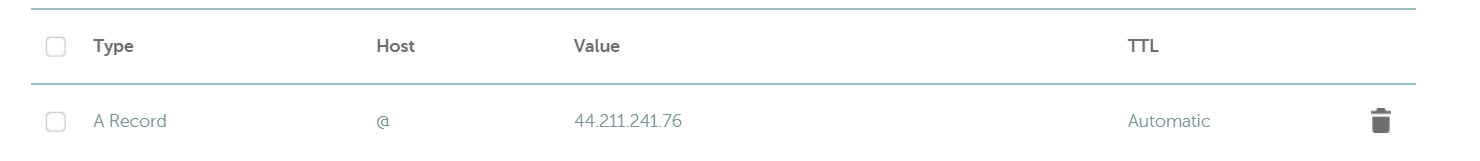 Type Host Value TTL
A Record @ 44.211.241.76 Automatic